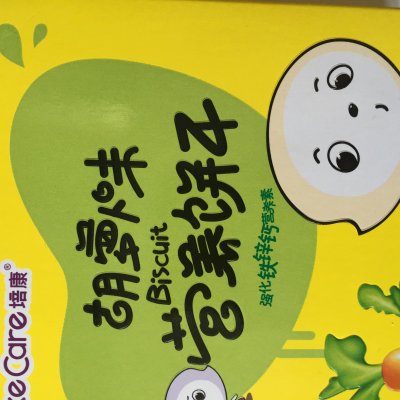 eCare®培康
胡萝卜味
Biscuit
营养饼干
强化铁锌钙营养素